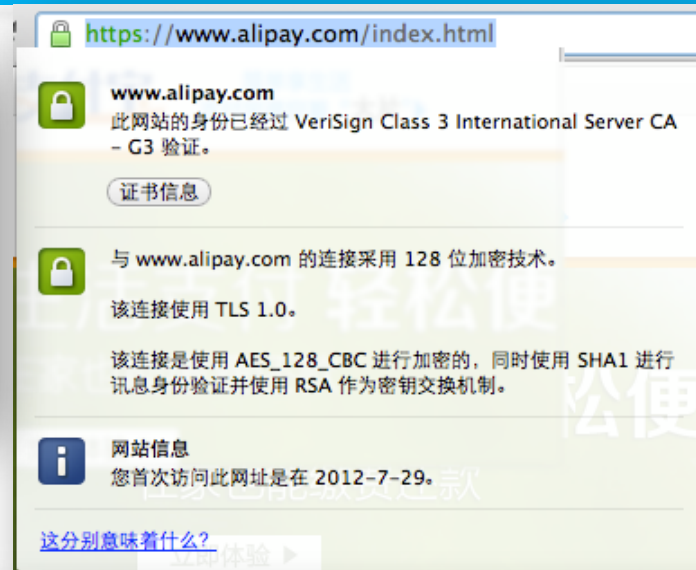 https://www.alipay.com/index.html
www.alipay.com
此网站的身份已经过 VeriSign Class 3 International Server CA
– G3 验证。
证书信息
与 www.alipay.com 的连接采用 128 位加密技术。
该连接使用 TLS 1.0。
该连接是使用 AES_128_CBC 进行加密的，同时使用 SHA1 进行
讯息身份验证并使用 RSA 作为密钥交换机制。
网站信息
您首次访问此网址是在 2012-7-29。
这分别意味着什么？
立即体验